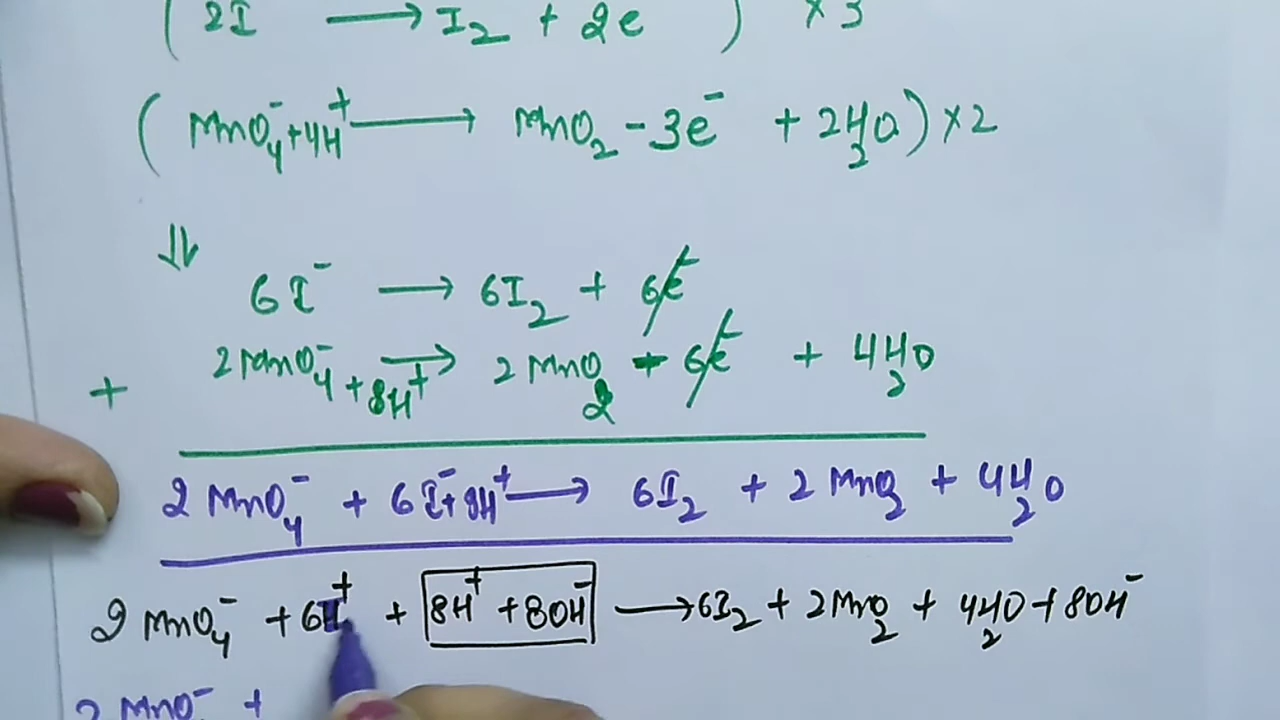 (2I ⟶ I₂ + 2e) ×3
(MnO₄⁻+4H⁺ ⟶ MnO₂ - 3e⁻ + 2H₂O) ×2
⇓
6I⁻ ⟶ 6I₂ + 6e⁻
2MnO₄⁻ + 8H⁺ ⟶ 2MnO₂ - 6e⁻ + 4H₂O
+
2MnO₄⁻ + 6I⁻+8H⁺ ⟶ 6I₂ + 2MnO₂ + 4H₂O
2MnO₄⁻ + 6I⁺ + 8H⁺ + 8OH⁻ ⟶ 6I₂ + 2MnO₂ + 4H₂O + 8OH⁻
2MnO⁻ +